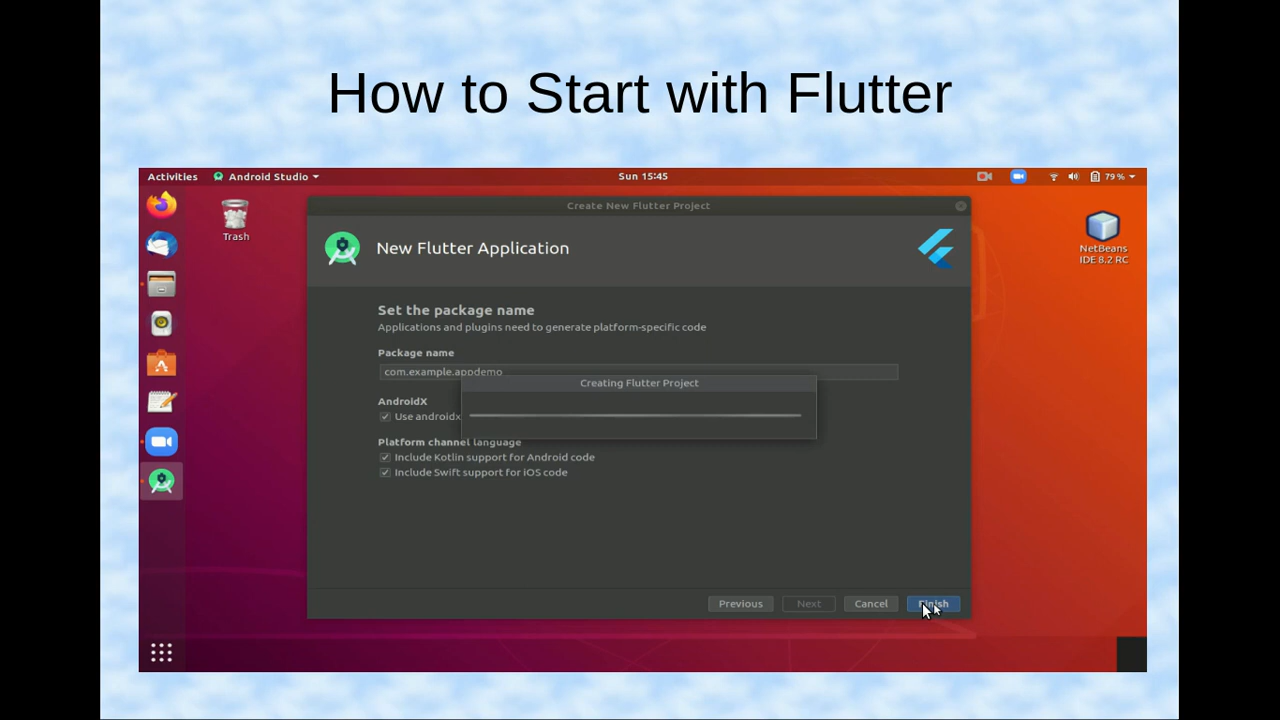 How to Start with Flutter
Activities Android Studio Sun 15:45 79%
Create New Flutter Project
Trash
New Flutter Application
NetBeans
IDE 8.2 RC
Set the package name
Applications and plugins need to generate platform-specific code
Package name
com.example.appdemo
Creating Flutter Project
AndroidX
Use androidx
Platform channel language
Include Kotlin support for Android code
Include Swift support for iOS code
Previous Next Cancel Finish